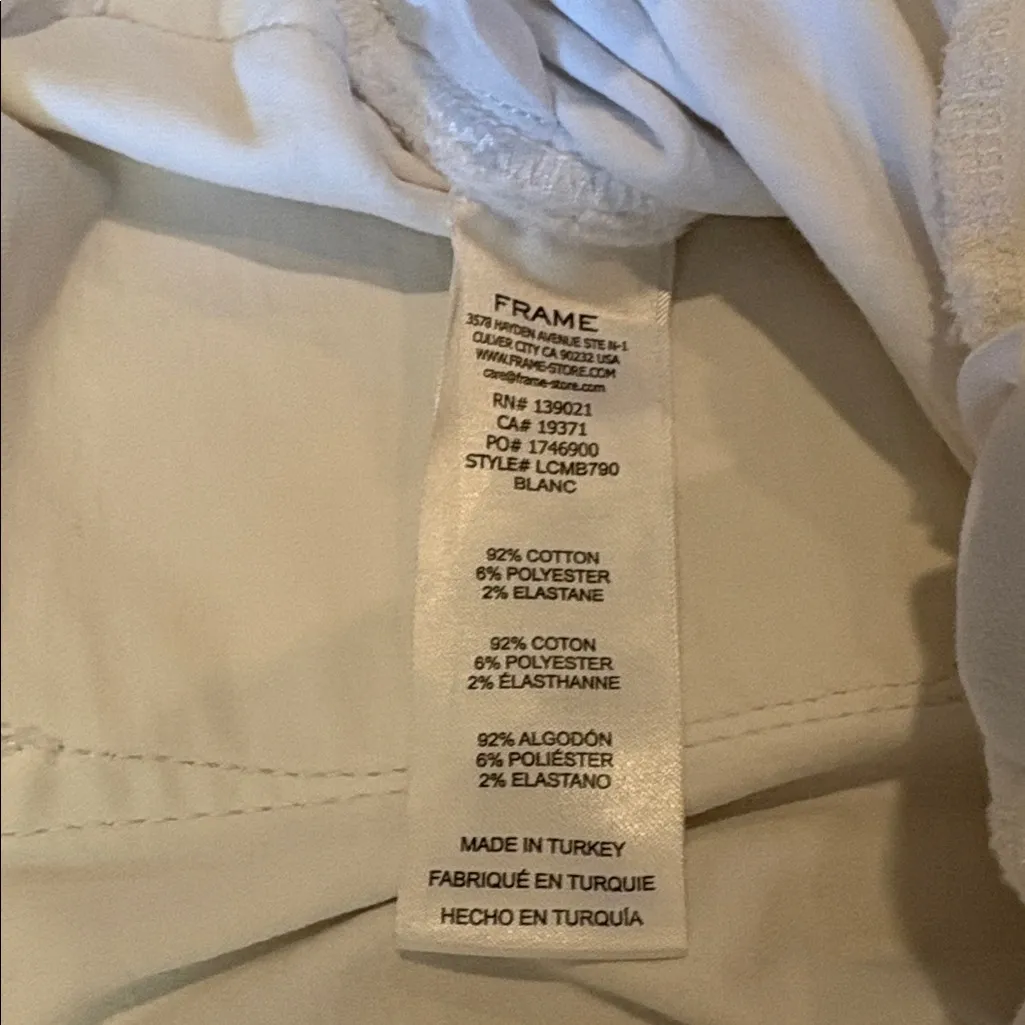 FRAME
3578 HAYDEN AVENUE STE IN-1
CULVER CITY CA 90232 USA
WWW.FRAME-STORE.COM
care@frame-store.com
RN# 139021
CA# 19371
PO# 1746900
STYLE# LCMB790
BLANC
92% COTTON
6% POLYESTER
2% ELASTANE
92% COTON
6% POLYESTER
2% ÉLASTHANNE
92% ALGODÓN
6% POLIÉSTER
2% ELASTANO
MADE IN TURKEY
FABRIQUÉ EN TURQUIE
HECHO EN TURQUÍA